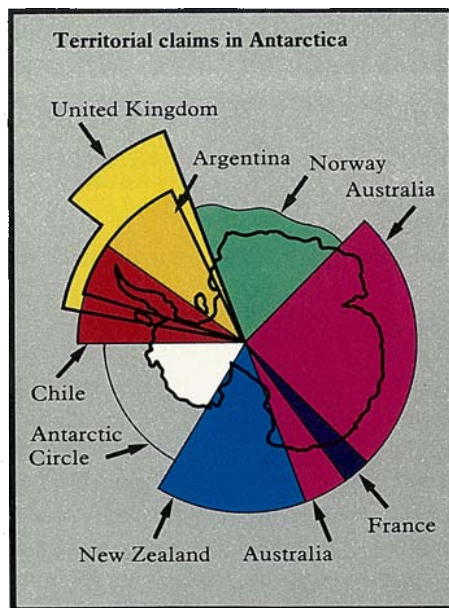 Territorial claims in Antarctica
United Kingdom
Argentina
Norway
Australia
Chile
Antarctic
Circle
New Zealand
Australia
France